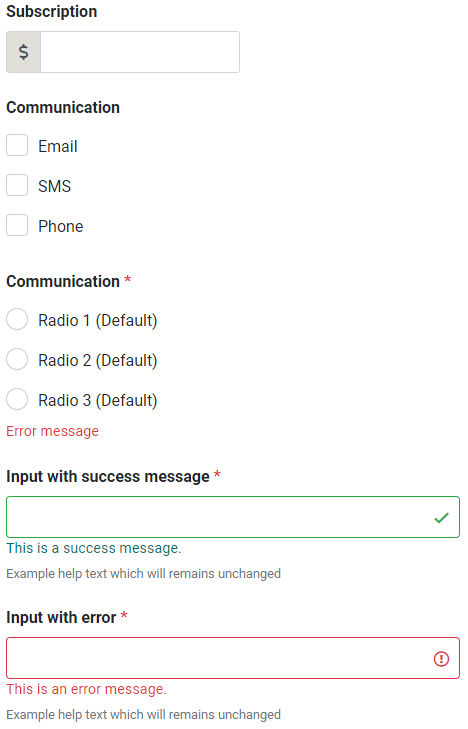 Subscription
$
Communication
Email
SMS
Phone
Communication *
Radio 1 (Default)
Radio 2 (Default)
Radio 3 (Default)
Error message
Input with success message *
This is a success message.
Example help text which will remains unchanged
Input with error *
This is an error message.
Example help text which will remains unchanged